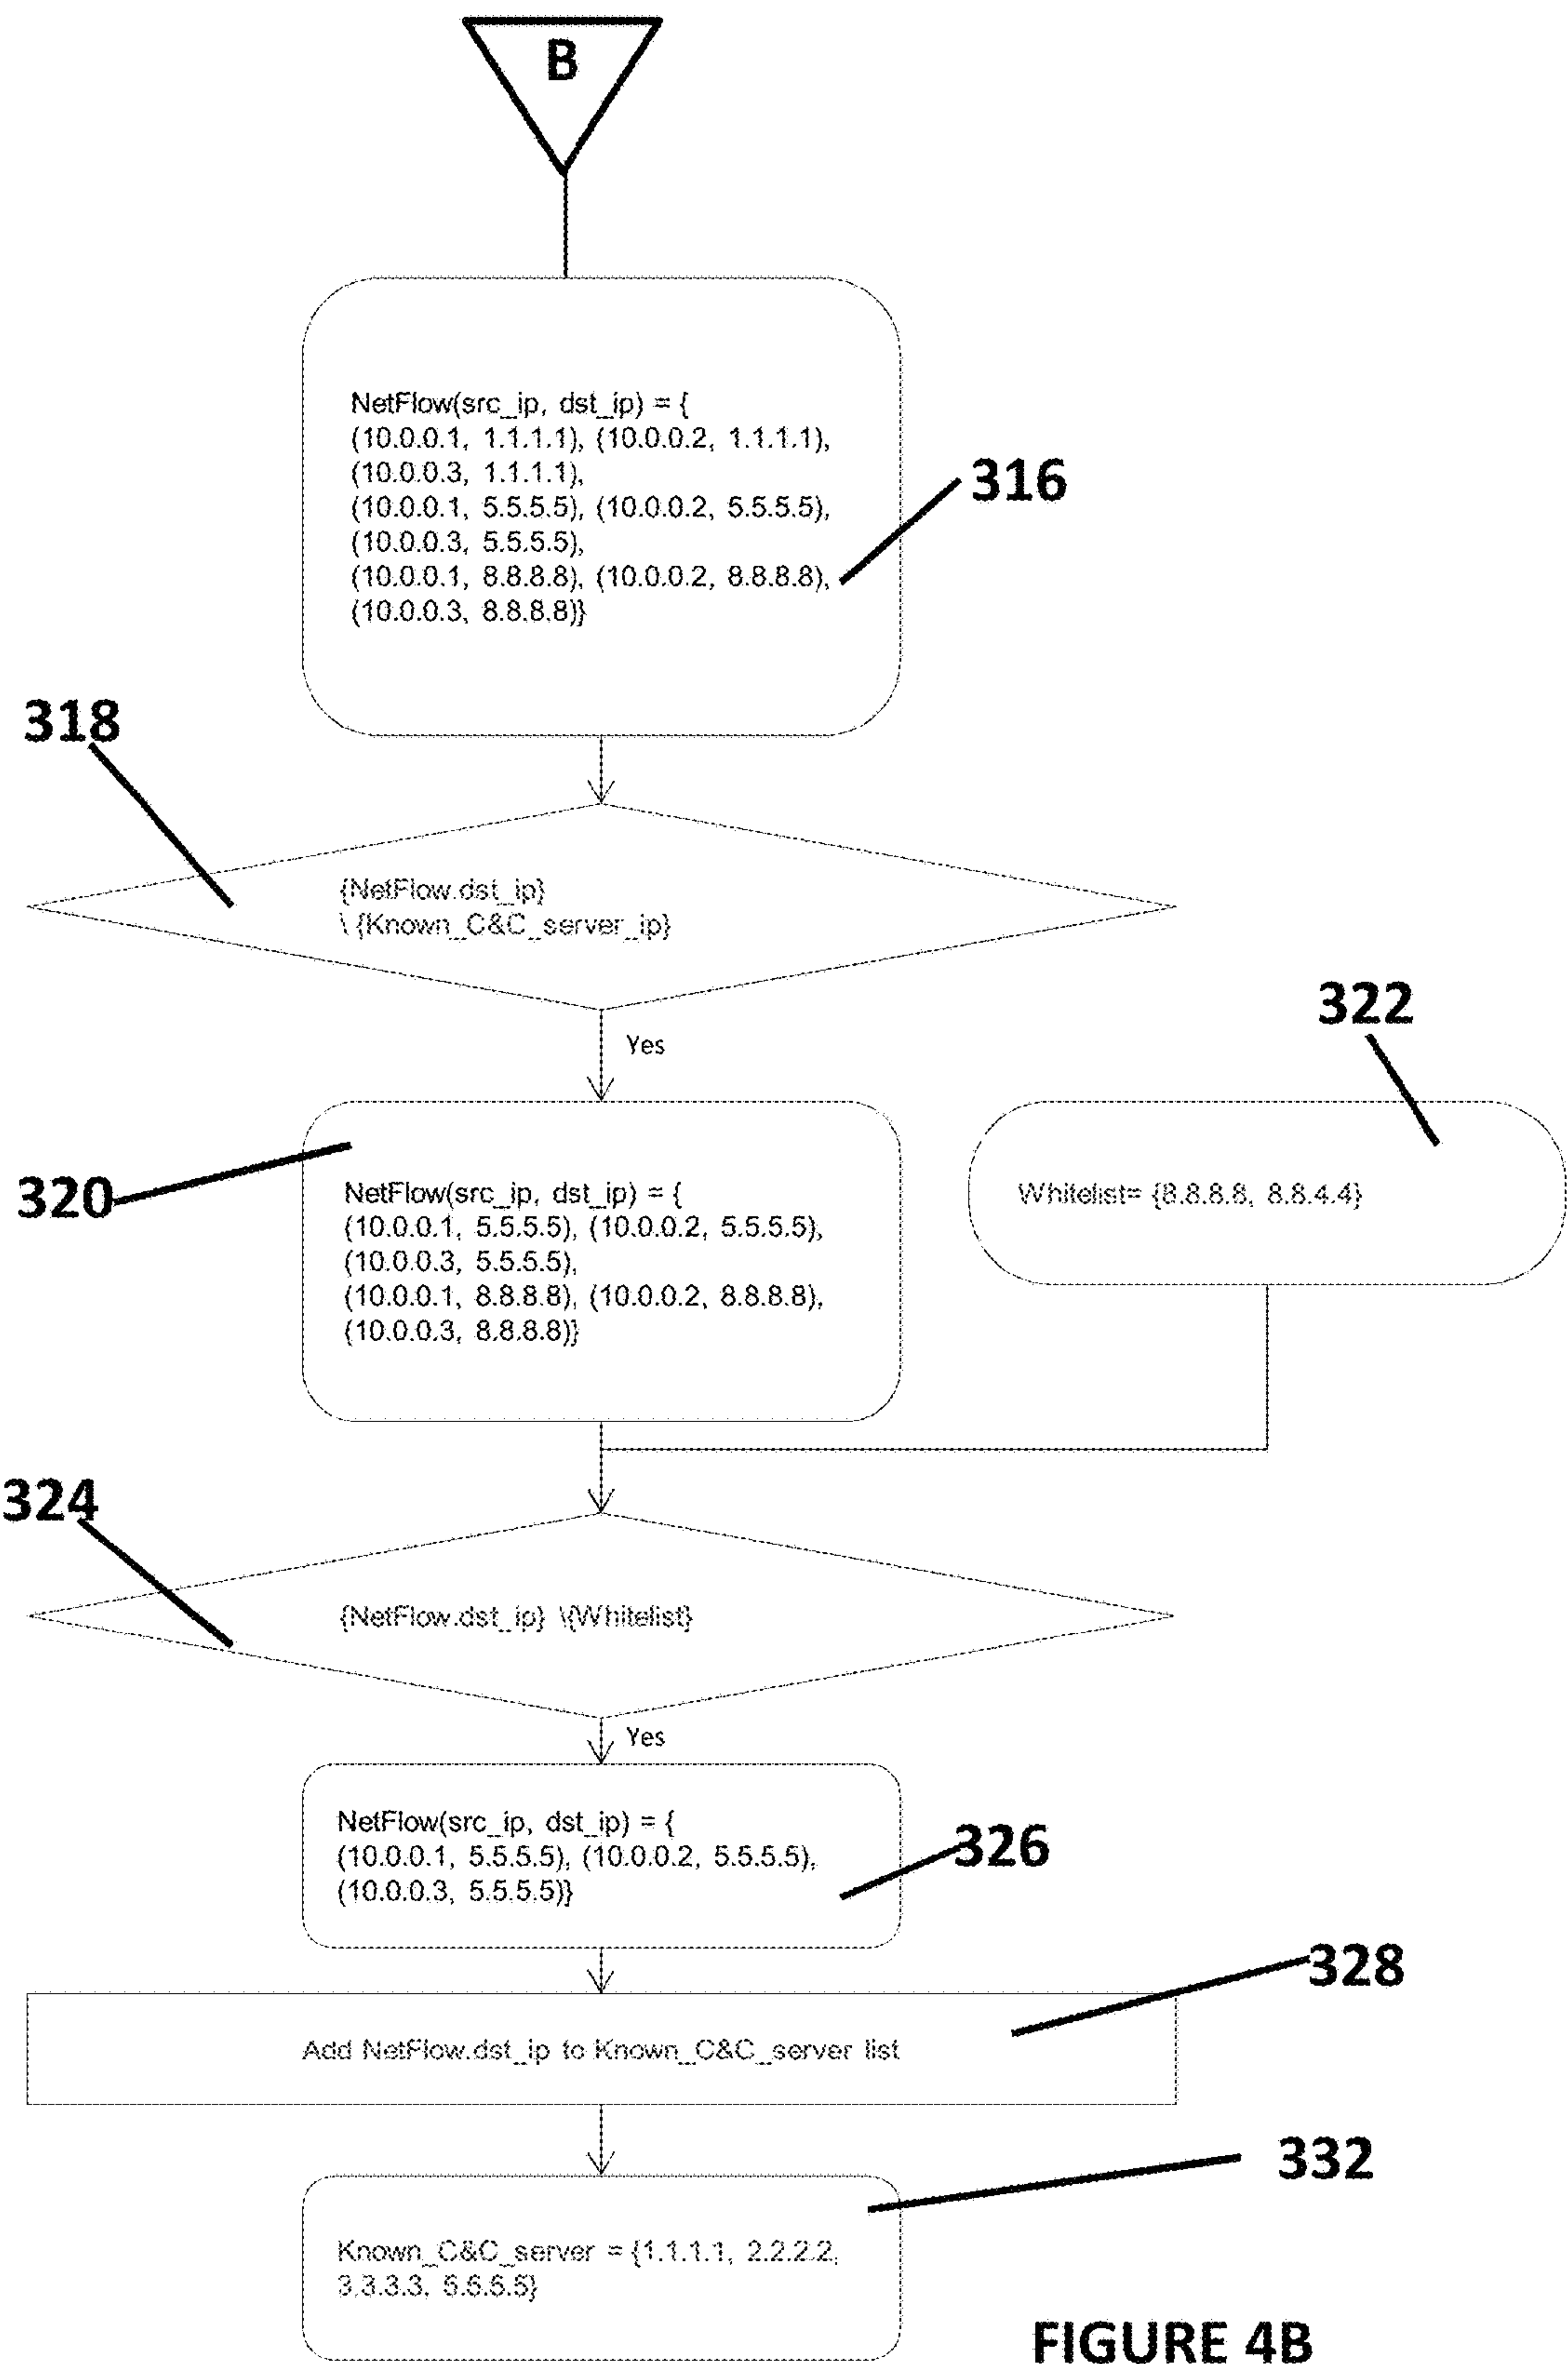 B
NetFlow(src_ip, dst_ip) = {
(10.0.0.1, 1.1.1.1), (10.0.0.2, 1.1.1.1),
(10.0.0.3, 1.1.1.1),
(10.0.0.1, 5.5.5.5), (10.0.0.2, 5.5.5.5),
(10.0.0.3, 5.5.5.5),
(10.0.0.1, 8.8.8.8), (10.0.0.2, 8.8.8.8),
(10.0.0.3, 8.8.8.8)}
316
318
{NetFlow.dst_ip}
\ {Known_C&C_server_ip}
Yes
322
320
NetFlow(src_ip, dst_ip) = {
(10.0.0.1, 5.5.5.5), (10.0.0.2, 5.5.5.5),
(10.0.0.3, 5.5.5.5),
(10.0.0.1, 8.8.8.8), (10.0.0.2, 8.8.8.8),
(10.0.0.3, 8.8.8.8)}
Whitelist= {8.8.8.8, 8.8.4.4}
324
{NetFlow.dst_ip} \{Whitelist}
Yes
NetFlow(src_ip, dst_ip) = {
(10.0.0.1, 5.5.5.5), (10.0.0.2, 5.5.5.5),
(10.0.0.3, 5.5.5.5)}
326
328
Add NetFlow.dst_ip to Known_C&C_server list
332
Known_C&C_server = {1.1.1.1, 2.2.2.2,
3.3.3.3, 5.5.5.5}
FIGURE 4B